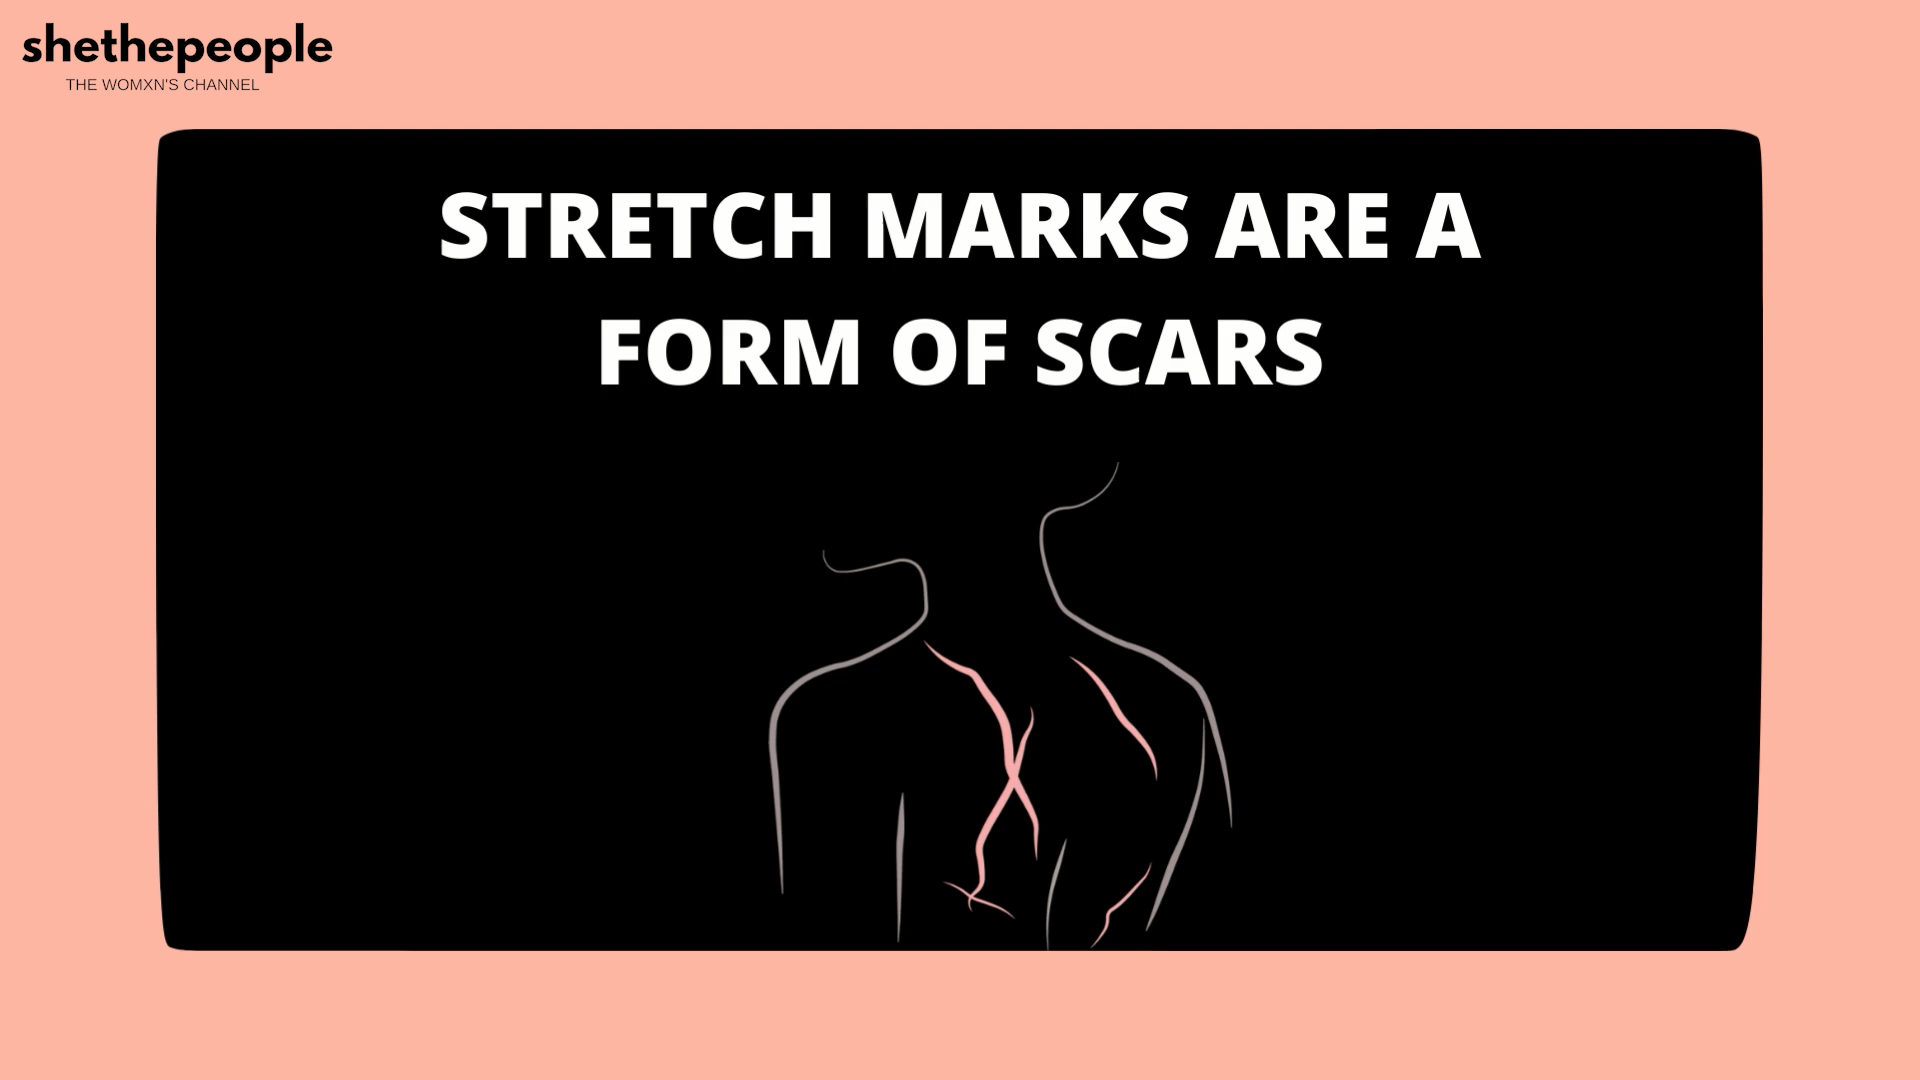 shethepeople
THE WOMXN'S CHANNEL
STRETCH MARKS ARE A
FORM OF SCARS